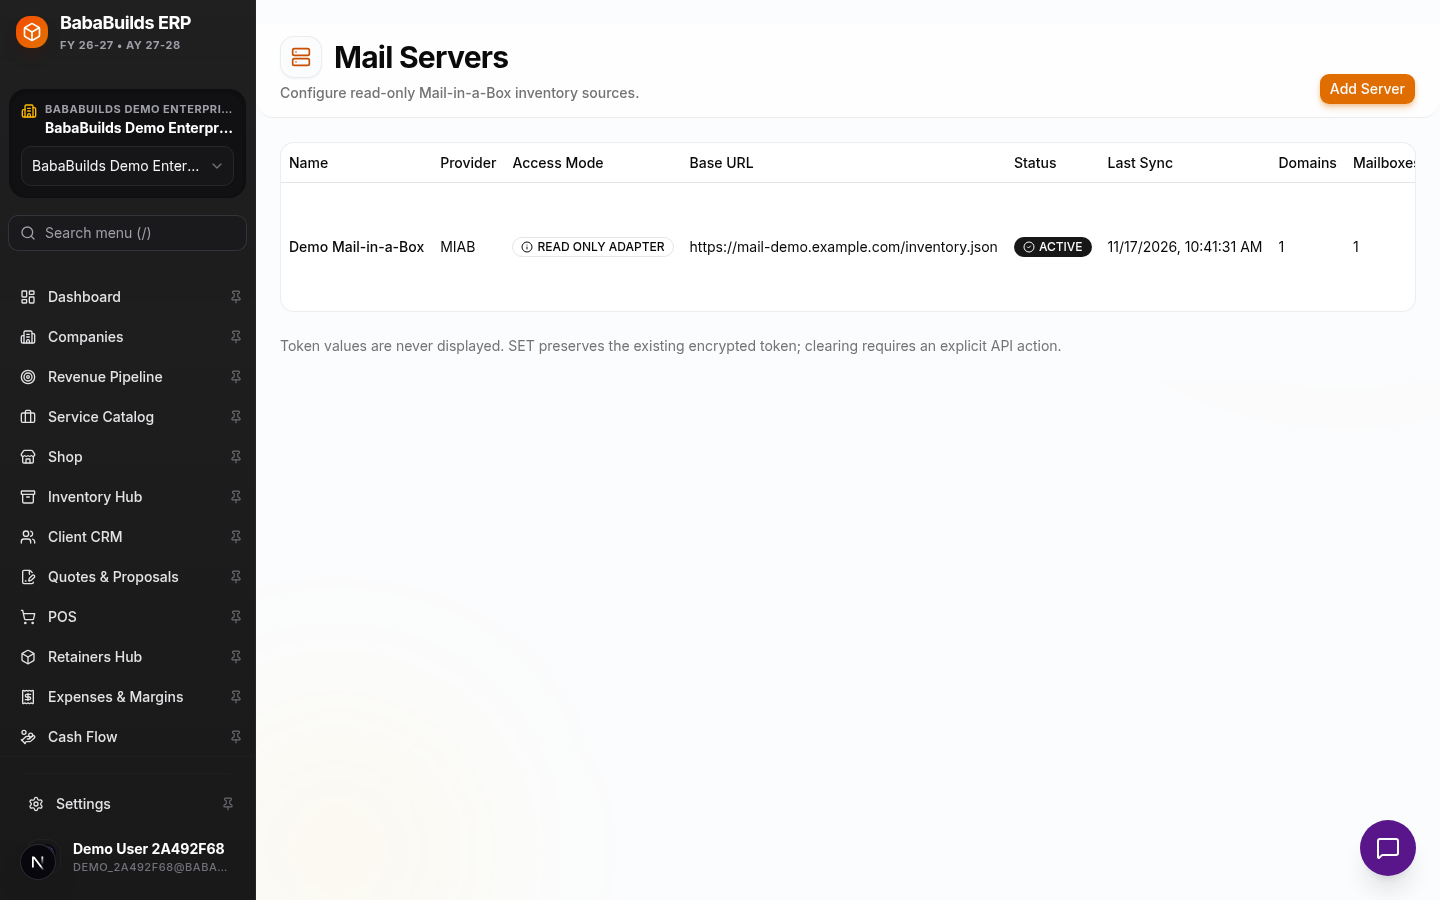 BabaBuilds ERP
FY 26-27 • AY 27-28
BABABUILDS DEMO ENTERPRI...
BabaBuilds Demo Enterpr...
BabaBuilds Demo Enter...
Search menu (/)
Dashboard
Companies
Revenue Pipeline
Service Catalog
Shop
Inventory Hub
Client CRM
Quotes & Proposals
POS
Retainers Hub
Expenses & Margins
Cash Flow
Settings
N
Demo User 2A492F68
DEMO_2A492F68@BABA...
Mail Servers
Configure read-only Mail-in-a-Box inventory sources.
Add Server
Name Provider Access Mode Base URL Status Last Sync Domains Mailboxes
Demo Mail-in-a-Box MIAB READ ONLY ADAPTER https://mail-demo.example.com/inventory.json ACTIVE 11/17/2026, 10:41:31 AM 1 1
Token values are never displayed. SET preserves the existing encrypted token; clearing requires an explicit API action.